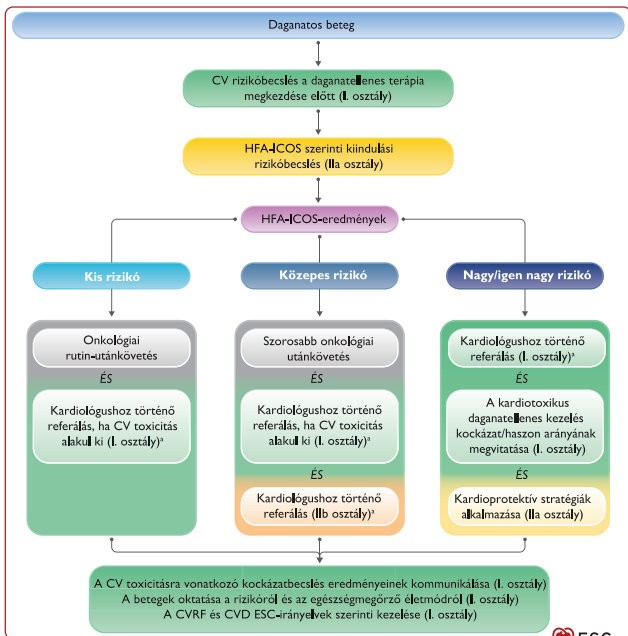 Daganatos beteg
CV rizikóbecslés a daganatellenes terápia
megkezdése előtt (I. osztály)
HFA-ICOS szerinti kiindulási
rizikóbecslés (IIa osztály)
HFA-ICOS-eredmények
Kis rizikó
Onkológiai
rutin-utánkövetés
ÉS
Kardiológushoz történő
referálás, ha CV toxicitás
alakul ki (I. osztály)ª
Közepes rizikó
Szorosabb onkológiai
utánkövetés
ÉS
Kardiológushoz történő
referálás, ha CV toxicitás
alakul ki (I. osztály)ª
ÉS
Kardiológushoz történő
referálás (IIb osztály)ª
Nagy/igen nagy rizikó
Kardiológushoz történő
referálás (I. osztály)ª
ÉS
A kardiotoxikus
daganatellenes kezelés
kockázat/haszon arányának
megvitatása (I. osztály)
ÉS
Kardioprotektív stratégiák
alkalmazása (IIa osztály)
A CV toxicitásra vonatkozó kockázatbecslés eredményeinek kommunikálása (I. osztály)
A betegek oktatása a rizikóról és az egészségmegőrző életmódról (I. osztály)
A CVRF és CVD ESC-irányelvek szerinti kezelése (I. osztály)
ESC